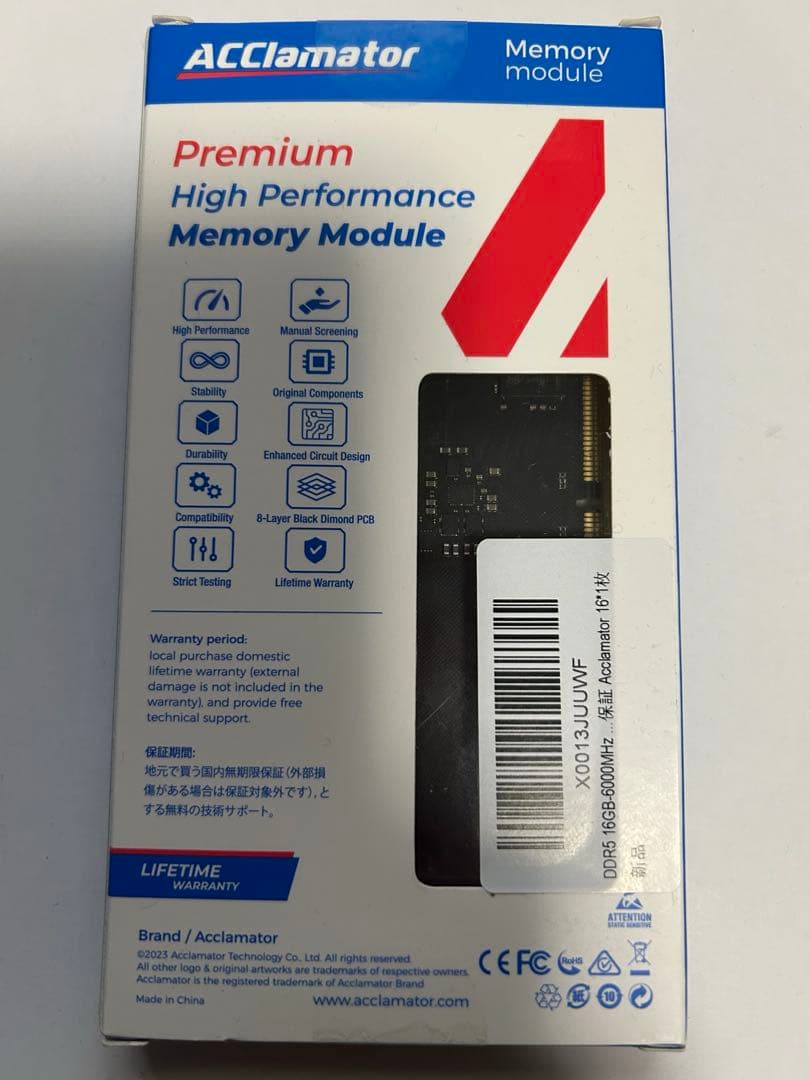 ACClamator
Memory
module
Premium
High Performance
Memory Module
High Performance
Manual Screening
Stability
Original Components
Durability
Enhanced Circuit Design
Compatibility
8-Layer Black Dimond PCB
Strict Testing
Lifetime Warranty
Warranty period:
local purchase domestic
lifetime warranty (external
damage is not included in the
warranty), and provide free
technical support.
保証期間:
地元で買う国内無期限保証(外部損
傷がある場合は保証対象外です),と
する無料の技術サポート。
X0013JUUWF
DDR5 16GB-6000MHz ...保証 Acclamator 16*1枚
新品
LIFETIME
WARRANTY
ATTENTION
STATIC SENSITIVE
Brand / Acclamator
©2023 Acclamator Technology Co., Ltd. All rights reserved.
All other logo & original artworks are trademarks of respective owners.
Acclamator is the registered trademark of Acclamator Brand
Made in China
www.acclamator.com
CE FC RoHS
10